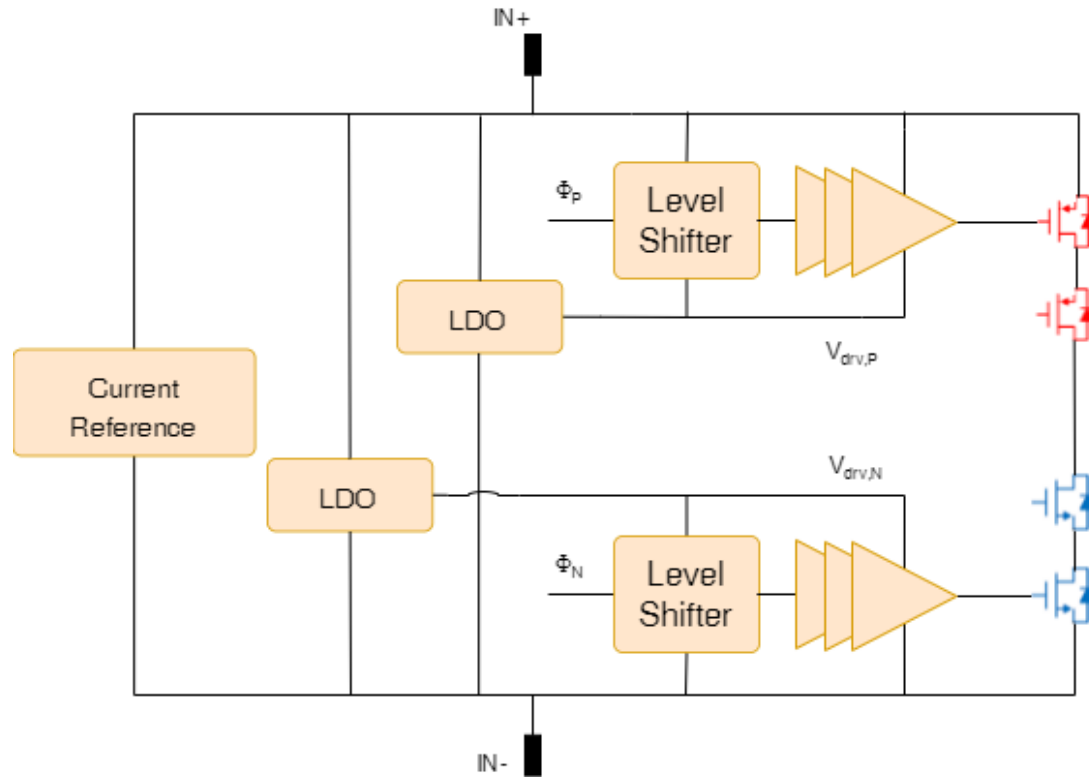 IN+
ΦP
Level
Shifter
LDO
Vdrv,P
Current
Reference
LDO
Vdrv,N
ΦN
Level
Shifter
IN-